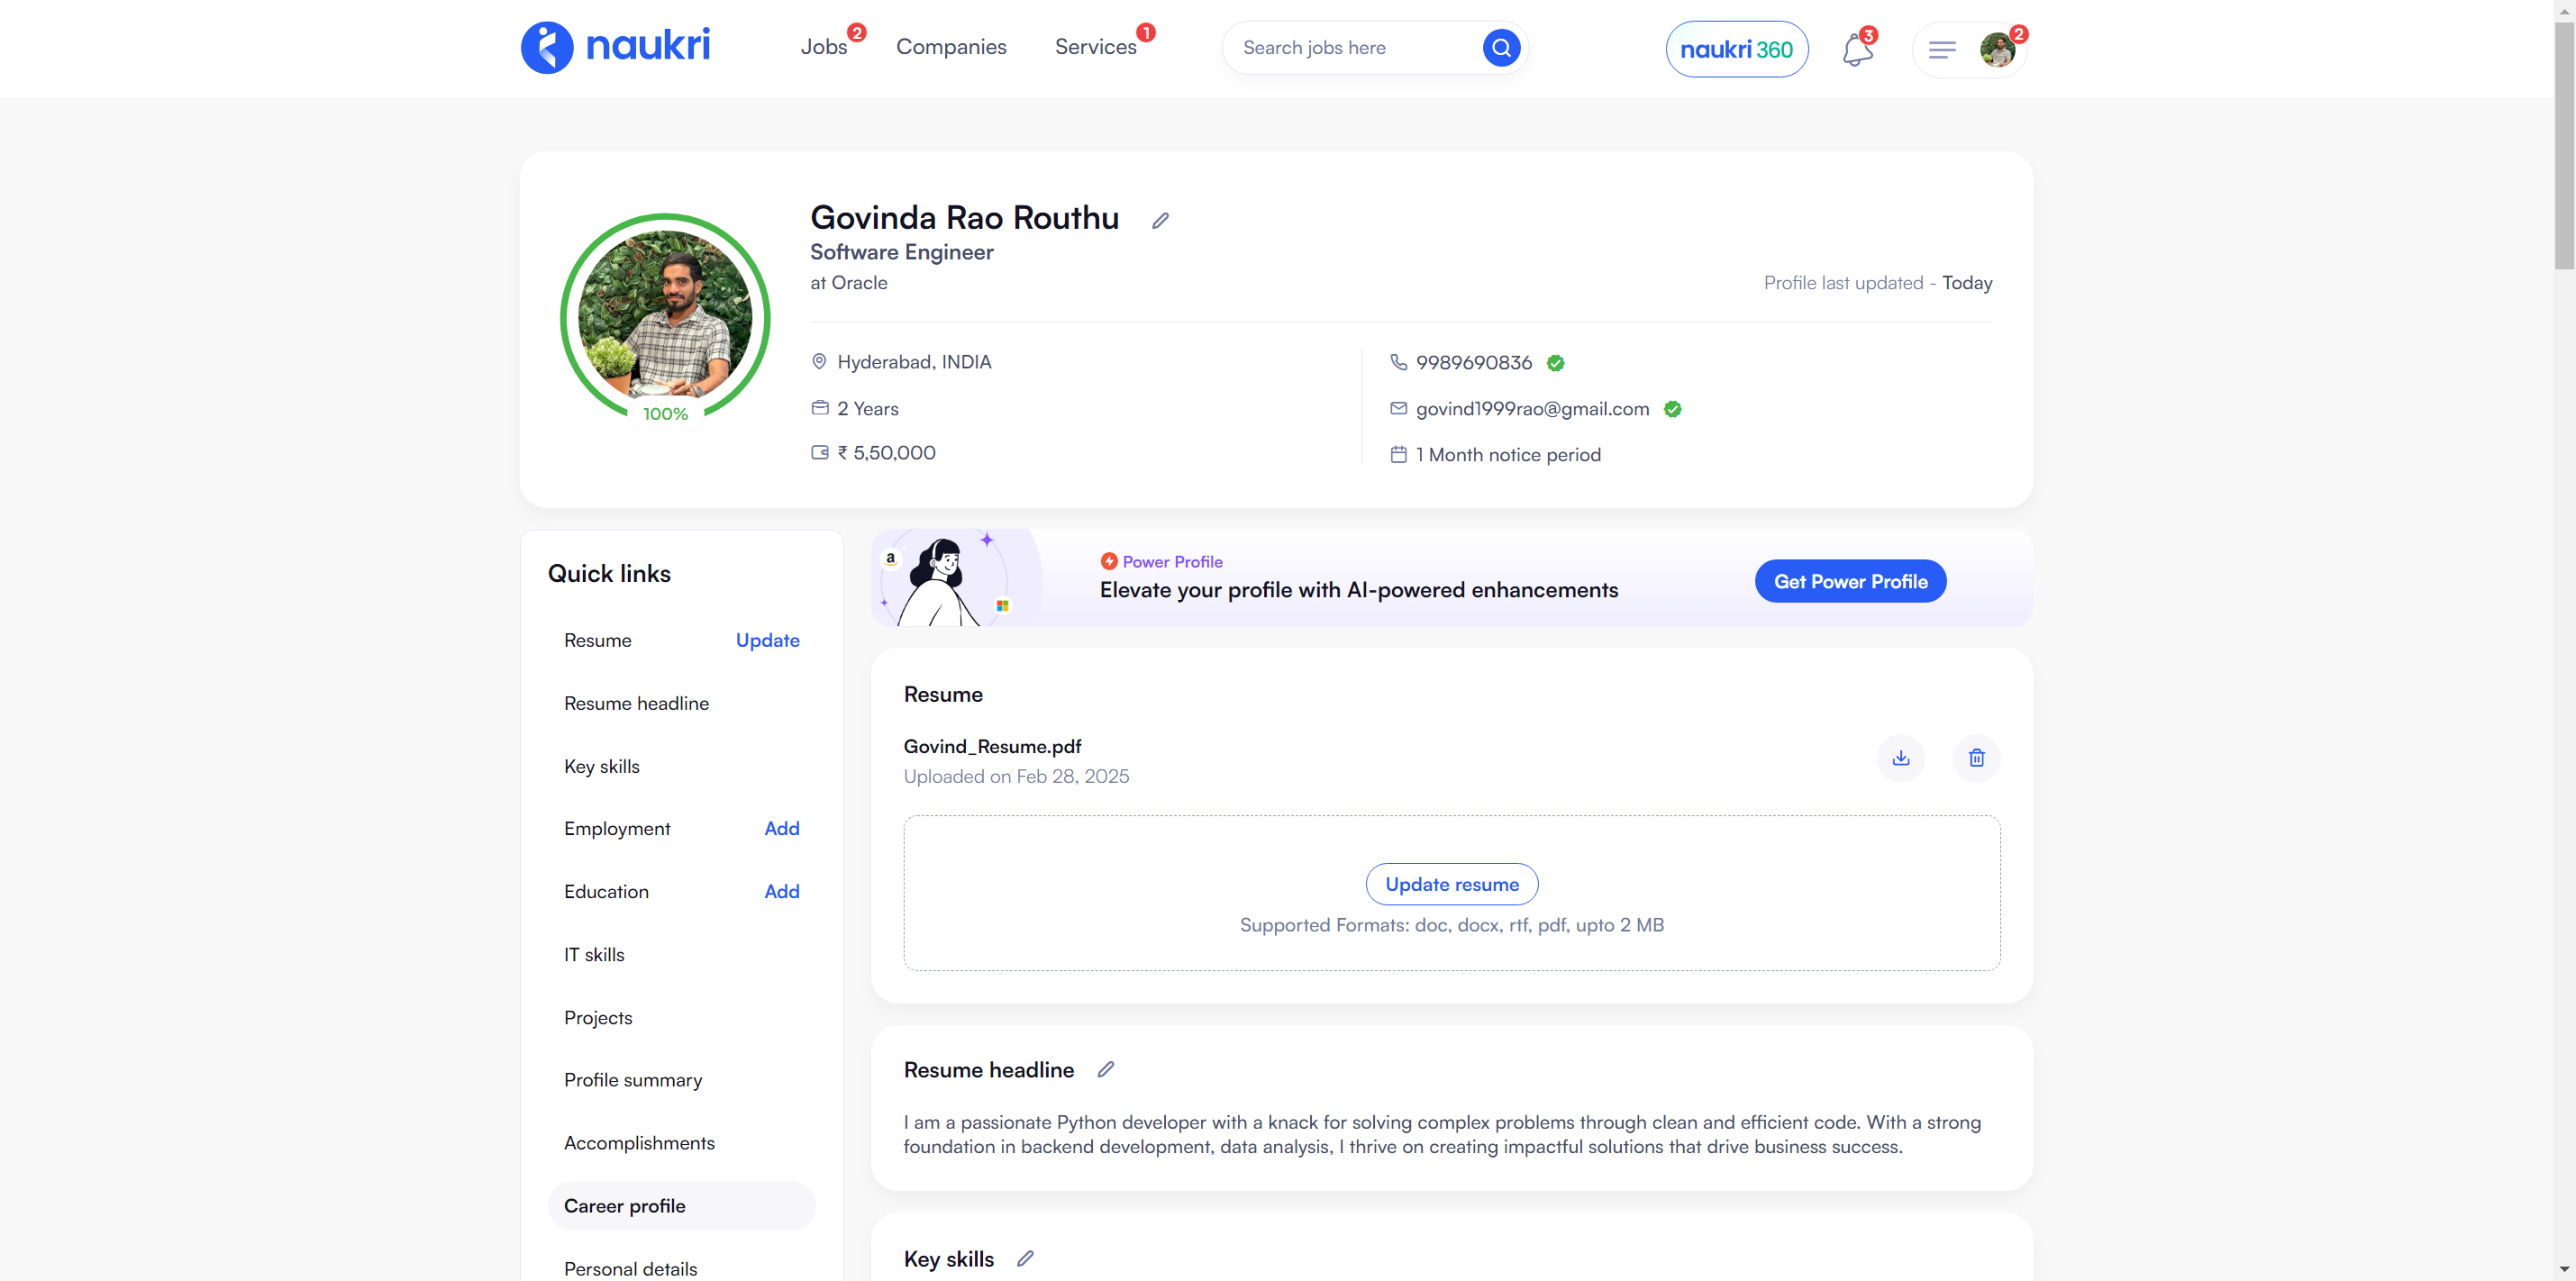 naukri
Jobs 2
Companies
Services 1
Search jobs here
naukri 360
3
2
Govinda Rao Routhu
Software Engineer
at Oracle
Profile last updated - Today
Hyderabad, INDIA
2 Years
₹ 5,50,000
9989690836
govind1999rao@gmail.com
1 Month notice period
100%
Quick links
Resume Update
Resume headline
Key skills
Employment Add
Education Add
IT skills
Projects
Profile summary
Accomplishments
Career profile
Personal details
a
Power Profile
Elevate your profile with AI-powered enhancements
Get Power Profile
Resume
Govind_Resume.pdf
Uploaded on Feb 28, 2025
Update resume
Supported Formats: doc, docx, rtf, pdf, upto 2 MB
Resume headline
I am a passionate Python developer with a knack for solving complex problems through clean and efficient code. With a strong
foundation in backend development, data analysis, I thrive on creating impactful solutions that drive business success.
Key skills